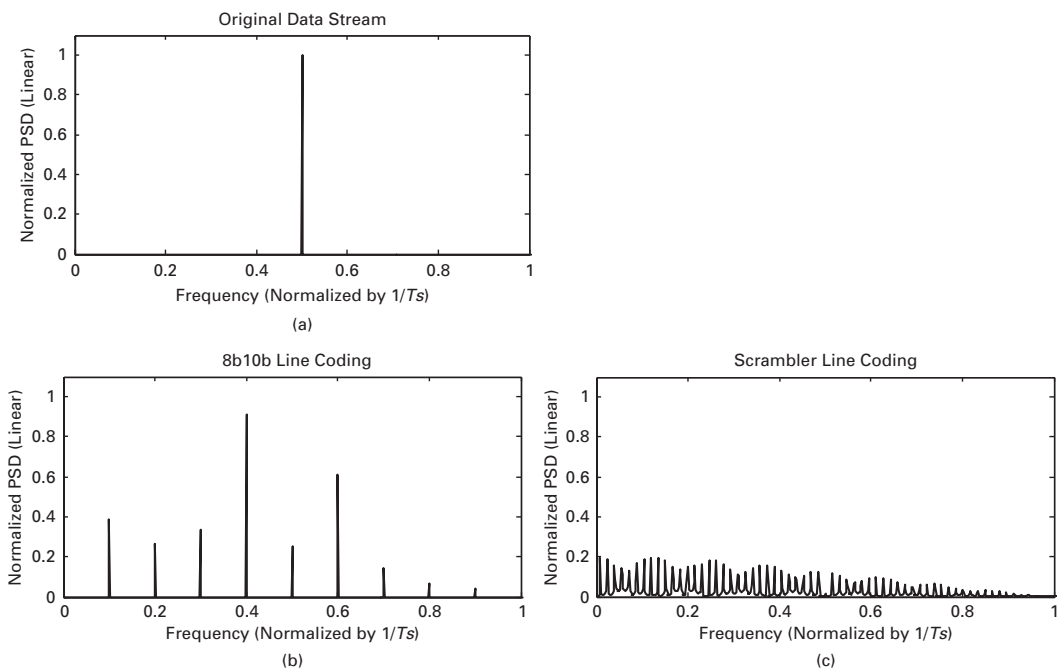 Original Data Stream
Normalized PSD (Linear)
1
0.8
0.6
0.4
0.2
0
0 0.2 0.4 0.6 0.8 1
Frequency (Normalized by 1/Ts)
(a)
8b10b Line Coding
Normalized PSD (Linear)
1
0.8
0.6
0.4
0.2
0
0 0.2 0.4 0.6 0.8 1
Frequency (Normalized by 1/Ts)
(b)
Scrambler Line Coding
Normalized PSD (Linear)
1
0.8
0.6
0.4
0.2
0
0 0.2 0.4 0.6 0.8 1
Frequency (Normalized by 1/Ts)
(c)